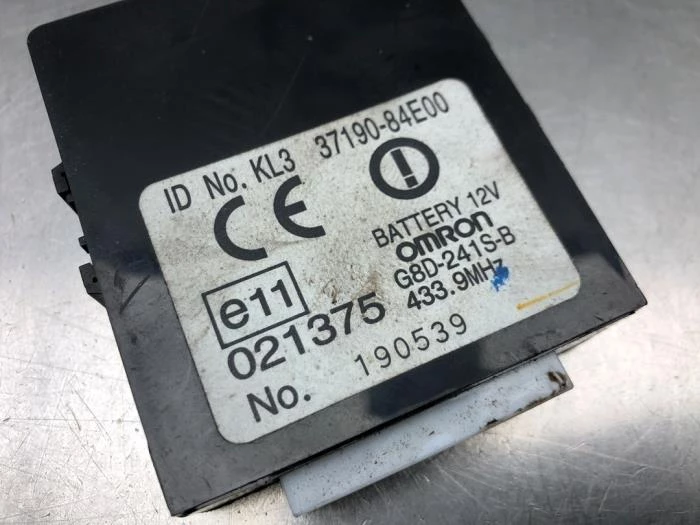 ID No. KL3 37190-84E00
CE
BATTERY 12V
OMRON
G8D-241S-B
433.9MHz
e11
021375
No. 190539